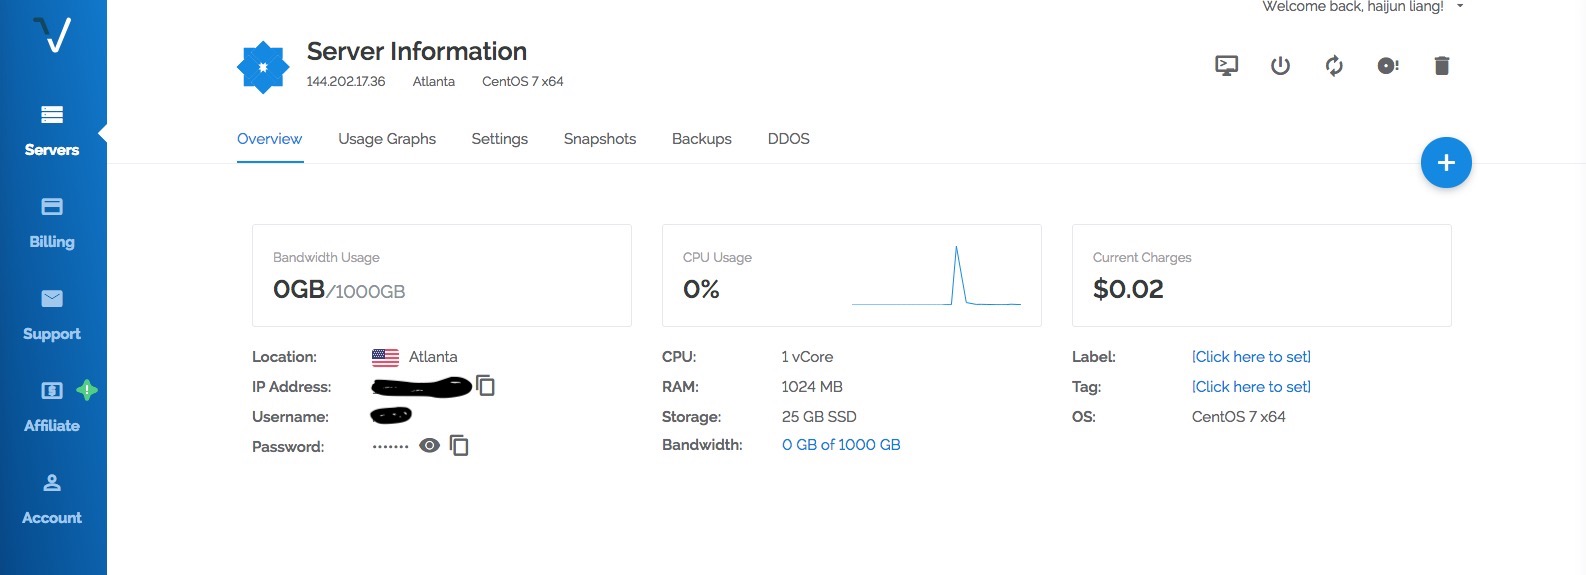 Welcome back, haijun liang!
Server Information
144.202.17.36 Atlanta CentOS 7 x64
Overview Usage Graphs Settings Snapshots Backups DDOS
Servers
Billing
Support
Affiliate
Account
Bandwidth Usage
0GB/1000GB
CPU Usage
0%
Current Charges
$0.02
Location: Atlanta
IP Address:
Username:
Password: •••••••
CPU: 1 vCore
RAM: 1024 MB
Storage: 25 GB SSD
Bandwidth: 0 GB of 1000 GB
Label: [Click here to set]
Tag: [Click here to set]
OS: CentOS 7 x64